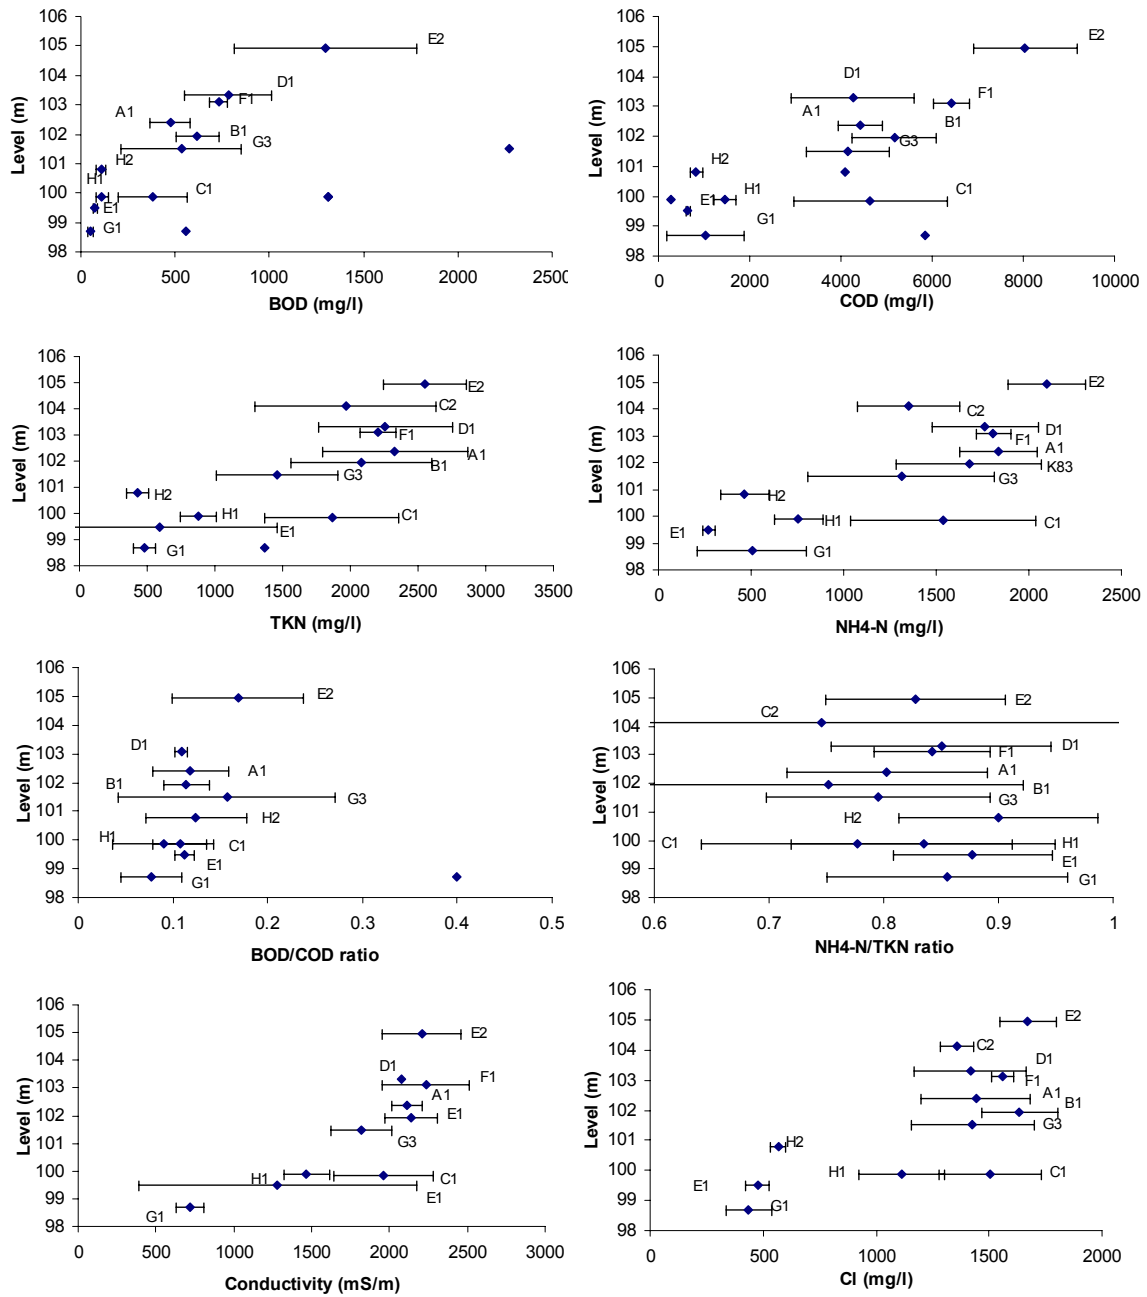 106
105
104
103
102
101
100
99
98
Level (m)
E2
D1
F1
A1
B1
G3
H2
H1
C1
E1
G1
0 500 1000 1500 2000 2500
BOD (mg/l)
106
105
104
103
102
101
100
99
98
Level (m)
E2
D1
F1
A1
B1
G3
H2
E1
H1
C1
G1
0 2000 4000 6000 8000 10000
COD (mg/l)
106
105
104
103
102
101
100
99
98
Level (m)
E2
C2
D1
F1
A1
B1
G3
H2
H1
C1
E1
G1
0 500 1000 1500 2000 2500 3000 3500
TKN (mg/l)
106
105
104
103
102
101
100
99
98
Level (m)
E2
C2
D1
F1
A1
K83
G3
H2
H1
C1
E1
G1
0 500 1000 1500 2000 2500
NH4-N (mg/l)
106
105
104
103
102
101
100
99
98
Level (m)
E2
D1
A1
B1
G3
H2
H1
C1
E1
G1
0 0.1 0.2 0.3 0.4 0.5
BOD/COD ratio
106
105
104
103
102
101
100
99
98
Level (m)
E2
C2
D1
F1
A1
B1
G3
H2
C1
H1
E1
G1
0.6 0.7 0.8 0.9 1
NH4-N/TKN ratio
106
105
104
103
102
101
100
99
98
Level (m)
E2
D1
F1
A1
E1
G3
H1
C1
E1
G1
0 500 1000 1500 2000 2500 3000
Conductivity (mS/m)
106
105
104
103
102
101
100
99
98
Level (m)
E2
C2
D1
F1
A1
B1
G3
H2
H1
C1
E1
G1
0 500 1000 1500 2000
Cl (mg/l)